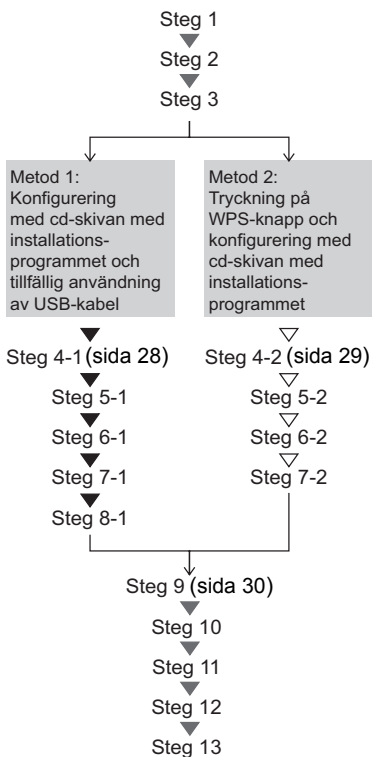 Steg 1
Steg 2
Steg 3
Metod 1:
Konfigurering
med cd-skivan med
installations-
programmet och
tillfällig användning
av USB-kabel
Metod 2:
Tryckning på
WPS-knapp och
konfigurering med
cd-skivan med
installations-
programmet
Steg 4-1 (sida 28)
Steg 5-1
Steg 6-1
Steg 7-1
Steg 8-1
Steg 4-2 (sida 29)
Steg 5-2
Steg 6-2
Steg 7-2
Steg 9 (sida 30)
Steg 10
Steg 11
Steg 12
Steg 13